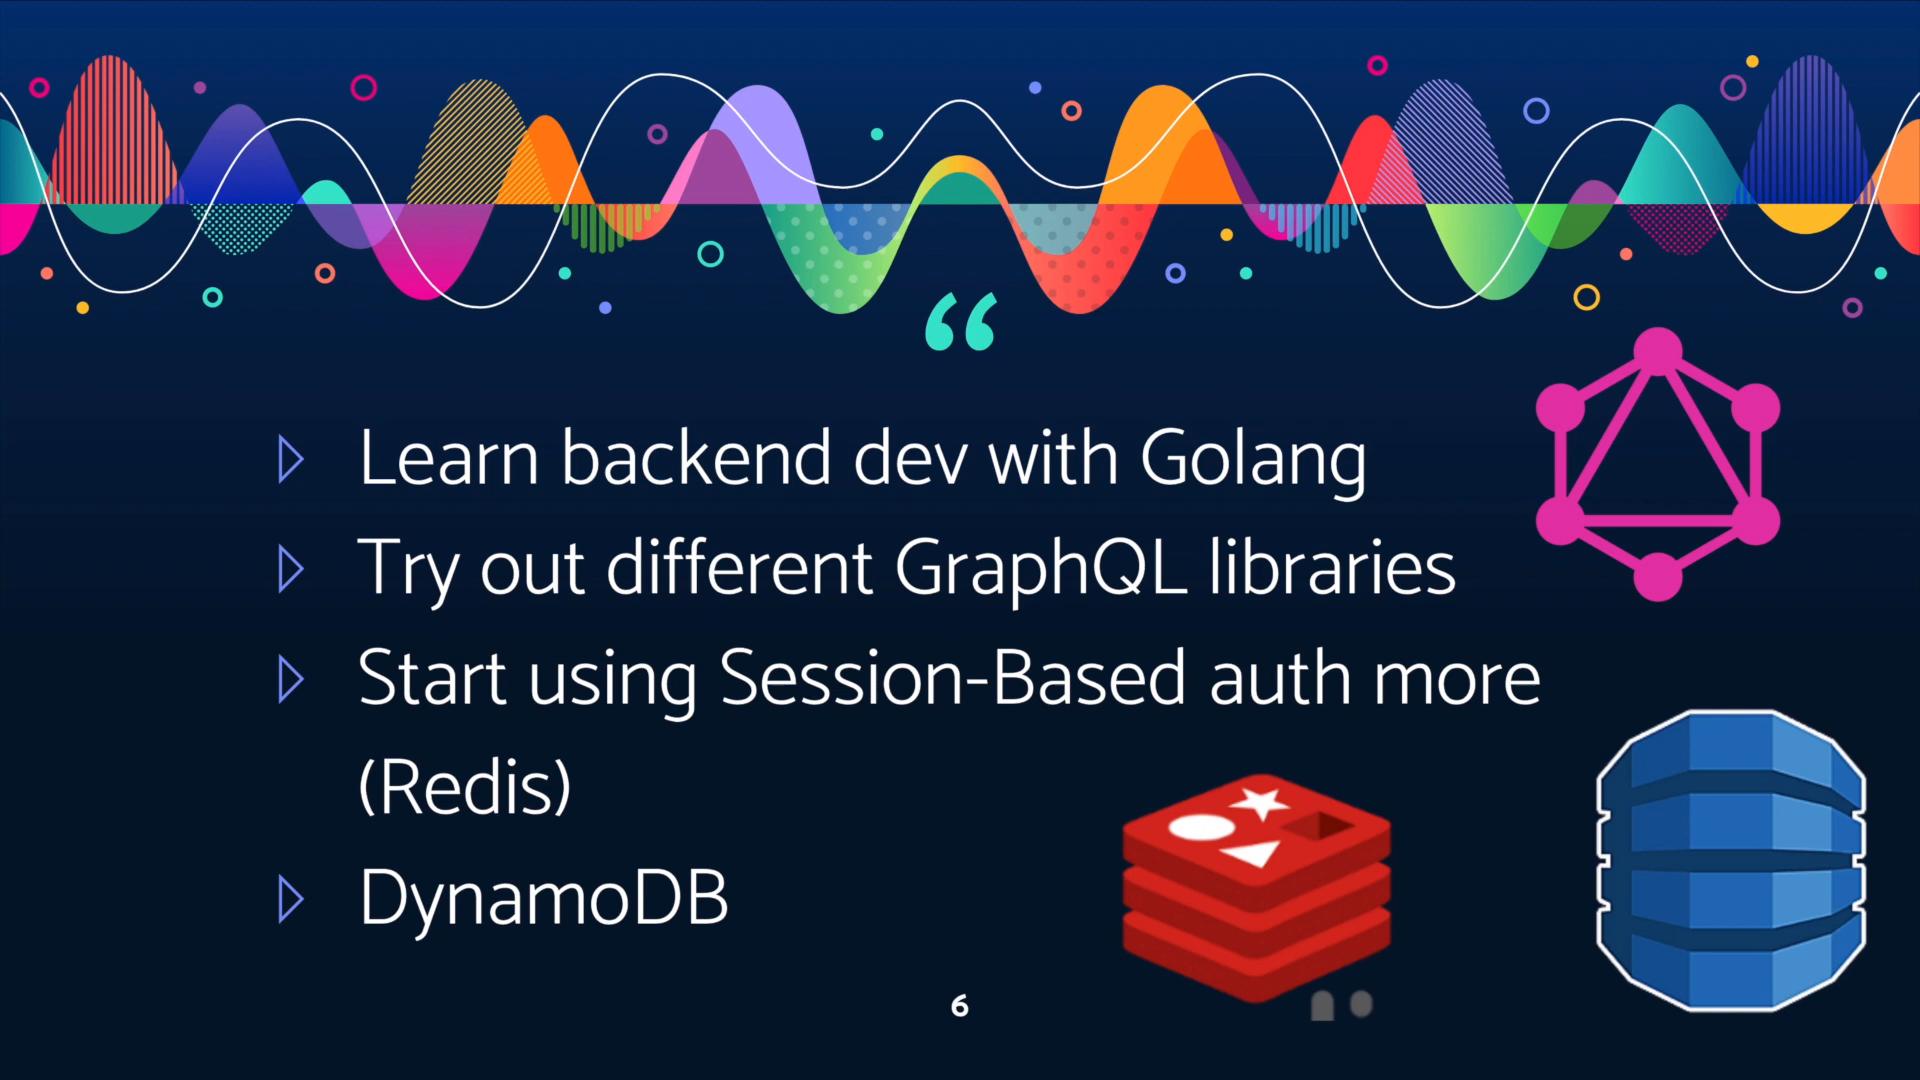 “
Learn backend dev with Golang
Try out different GraphQL libraries
Start using Session-Based auth more
(Redis)
DynamoDB
6